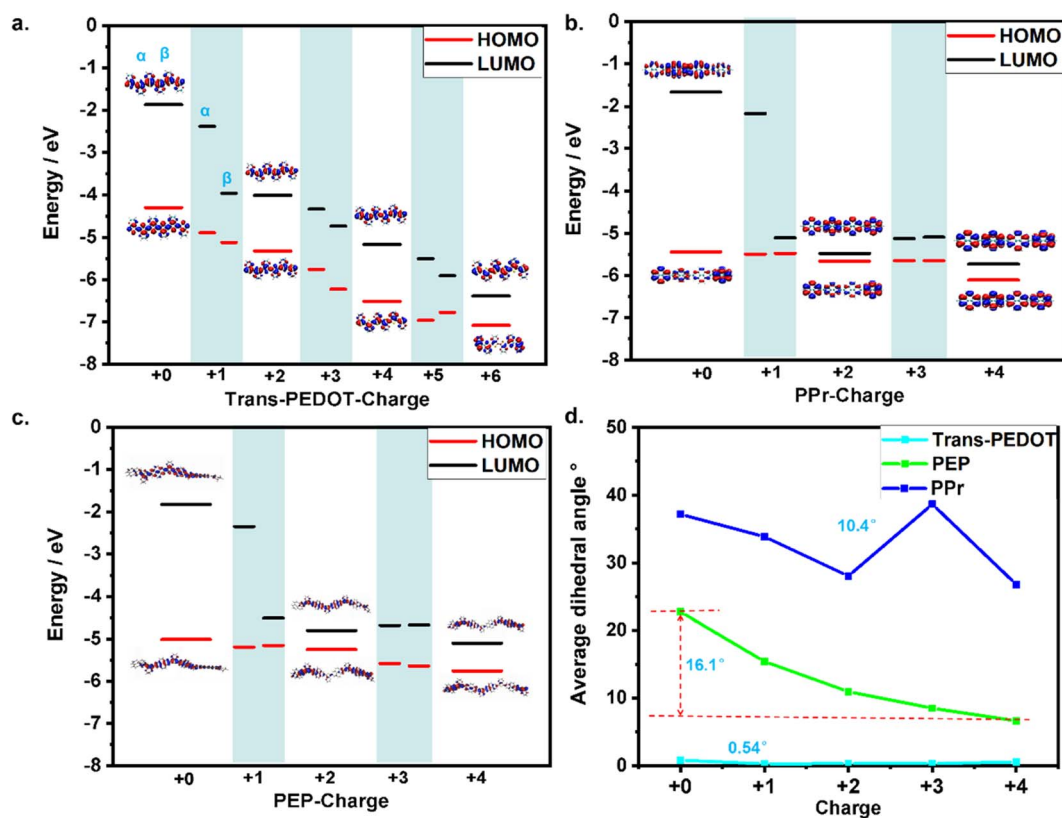 a.
HOMO
LUMO
α β
α
β
Energy / eV
0
-1
-2
-3
-4
-5
-6
-7
-8
+0 +1 +2 +3 +4 +5 +6
Trans-PEDOT-Charge
b.
HOMO
LUMO
Energy / eV
0
-1
-2
-3
-4
-5
-6
-7
-8
+0 +1 +2 +3 +4
PPr-Charge
c.
HOMO
LUMO
Energy / eV
0
-1
-2
-3
-4
-5
-6
-7
-8
+0 +1 +2 +3 +4
PEP-Charge
d.
Trans-PEDOT
PEP
PPr
10.4°
16.1°
0.54°
Average dihedral angle°
50
40
30
20
10
0
+0 +1 +2 +3 +4
Charge